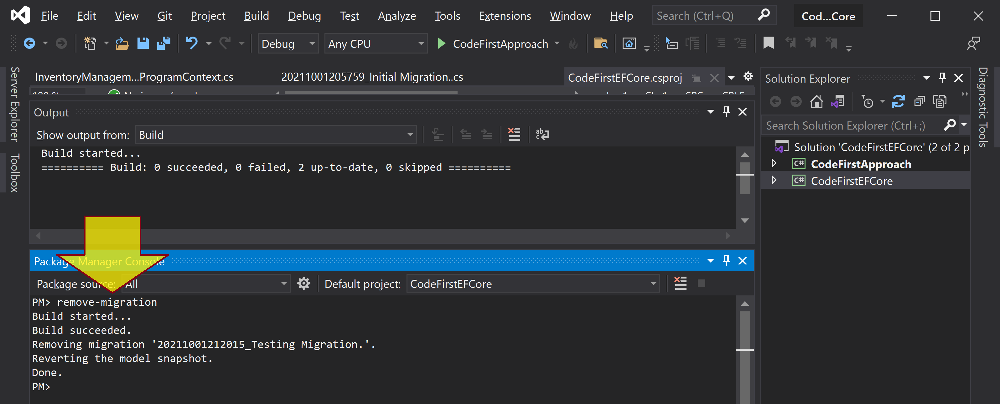 File Edit View Git Project Build Debug Test Analyze Tools Extensions Window Help Search (Ctrl+Q) Cod...Core
Debug Any CPU CodeFirstApproach
Server Explorer
Toolbox
InventoryManagem...ProgramContext.cs 20211001205759_Initial Migration..cs CodeFirstEFCore.csproj
Output
Show output from: Build
Build started...
========== Build: 0 succeeded, 0 failed, 2 up-to-date, 0 skipped ==========
Package Manager Console
Package source: All Default project: CodeFirstEFCore
PM> remove-migration
Build started...
Build succeeded.
Removing migration '20211001212015_Testing Migration.'.
Reverting the model snapshot.
Done.
PM>
Solution Explorer
Search Solution Explorer (Ctrl+;)
Solution 'CodeFirstEFCore' (2 of 2 p
C# CodeFirstApproach
C# CodeFirstEFCore
Diagnostic Tools